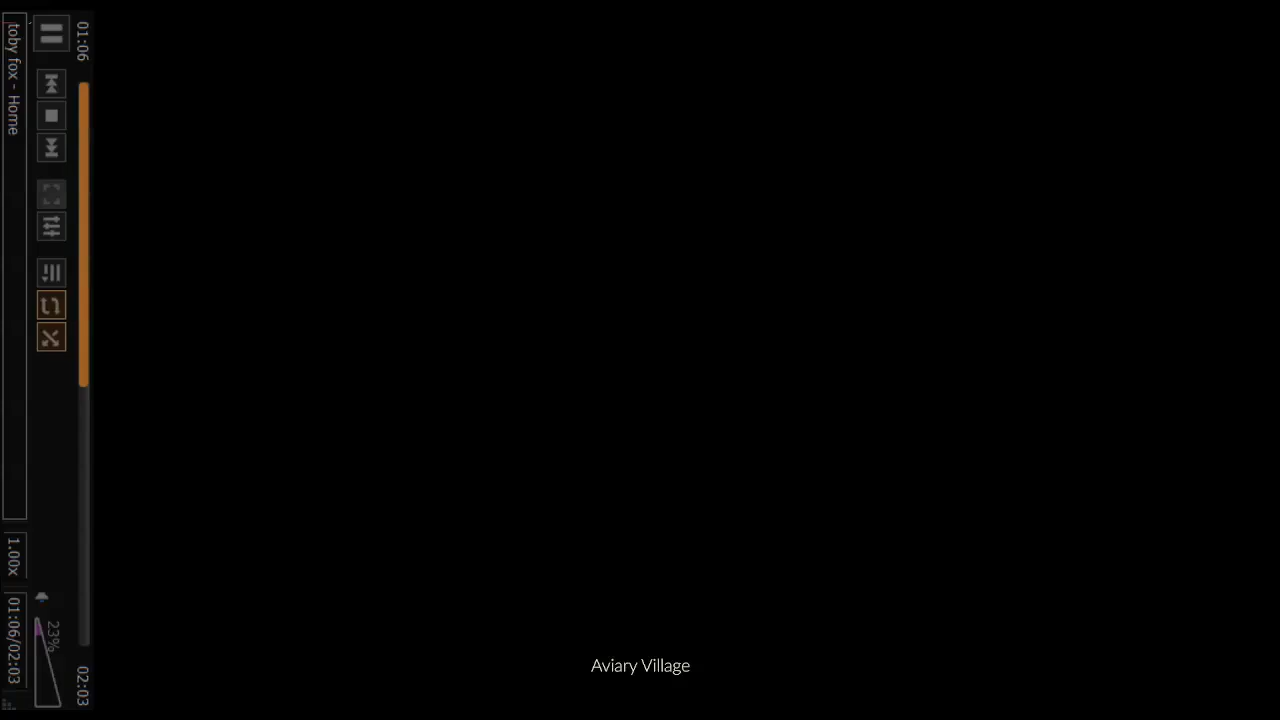 01:06
02:03
23%
toby fox - Home
1.00x
01:06/02:03
Aviary Village